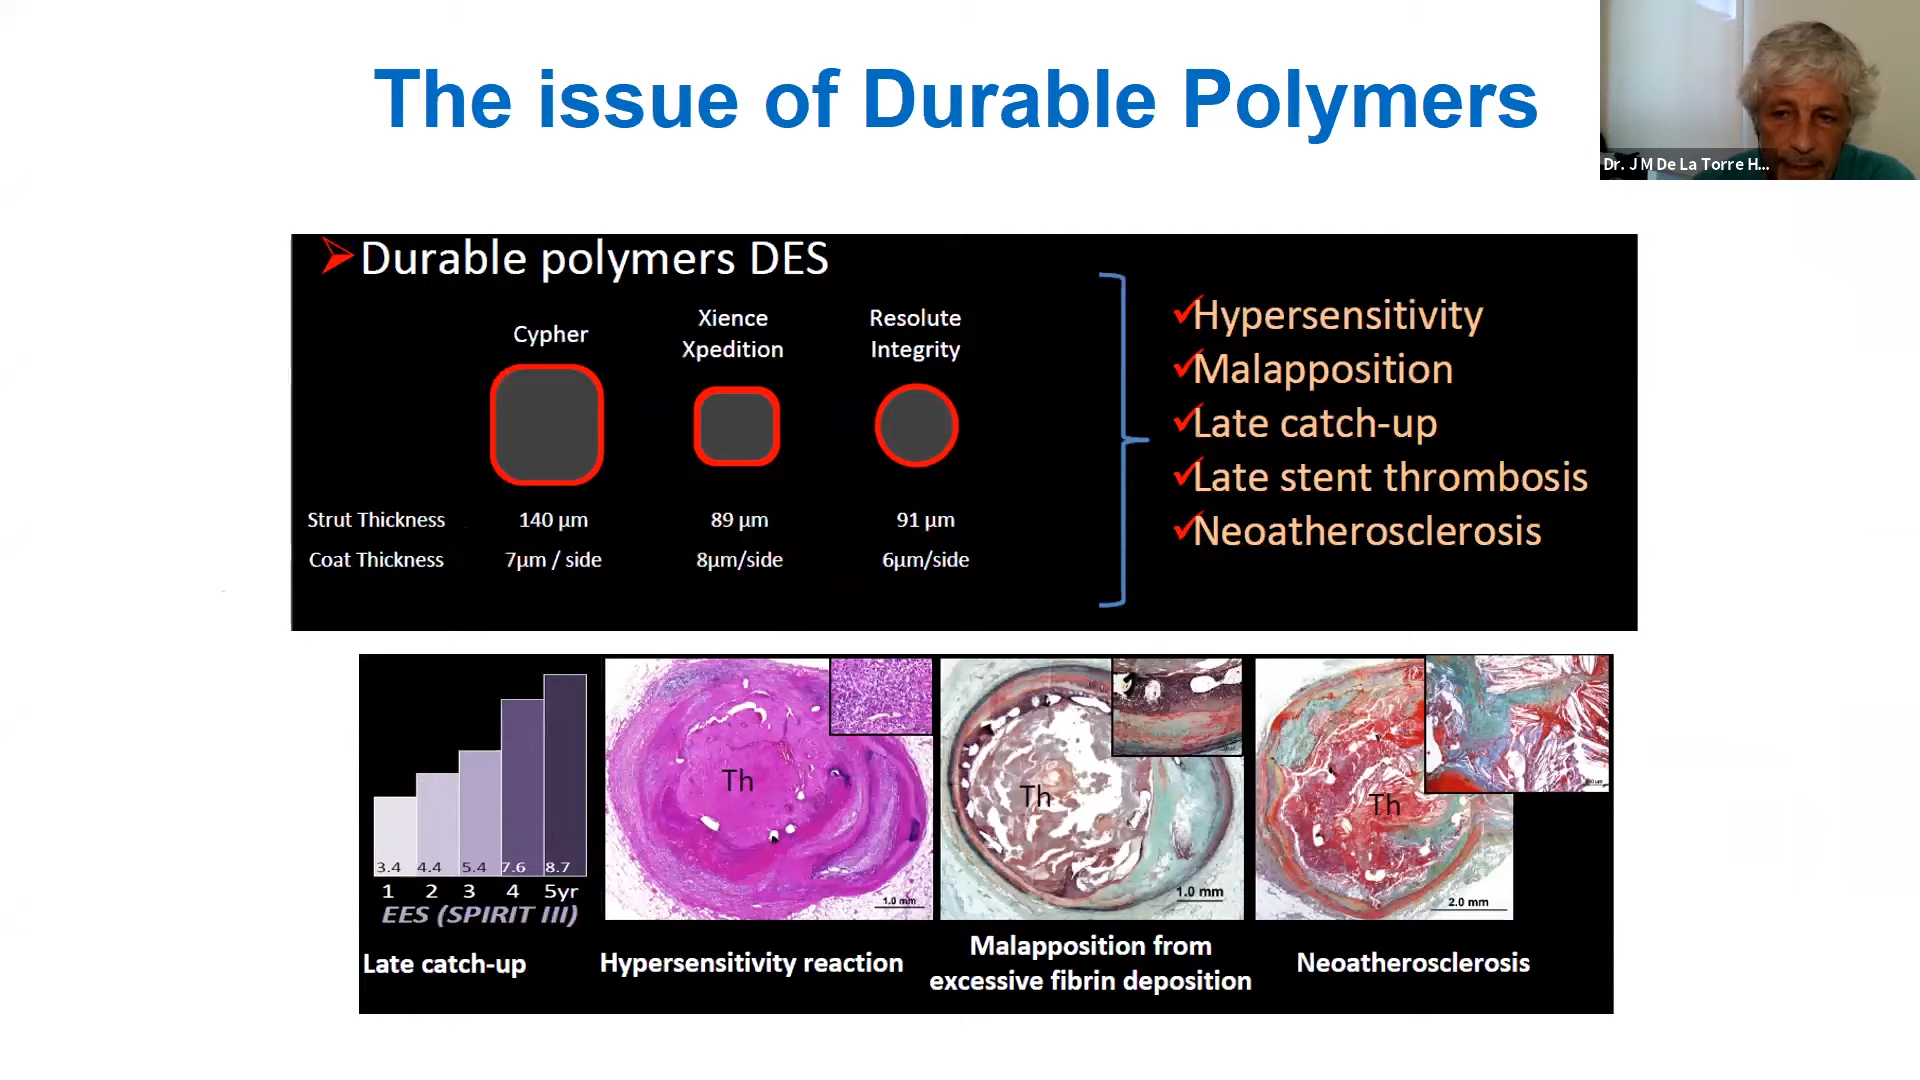 The issue of Durable Polymers
Dr. J M De La Torre H...
Durable polymers DES
Cypher
Xience
Xpedition
Resolute
Integrity
Strut Thickness 140 µm 89 µm 91 µm
Coat Thickness 7µm / side 8µm/side 6µm/side
Hypersensitivity
Malapposition
Late catch-up
Late stent thrombosis
Neoatherosclerosis
3.4 4.4 5.4 7.6 8.7
1 2 3 4 5yr
EES (SPIRIT III)
Late catch-up
Th
1.0 mm
Hypersensitivity reaction
Th
1.0 mm
Malapposition from
excessive fibrin deposition
Th
2.0 mm
Neoatherosclerosis